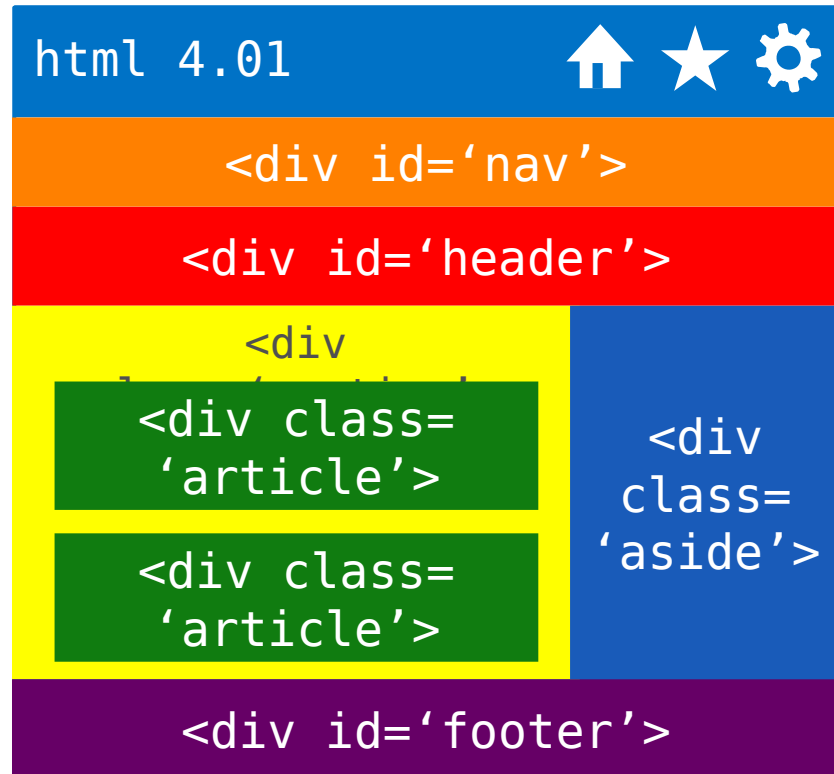 html 4.01
<div id=‘nav’>
<div id=‘header’>
<div
<div class=
‘article’>
<div class=
‘article’>
<div
class=
‘aside’>
<div id=‘footer’>